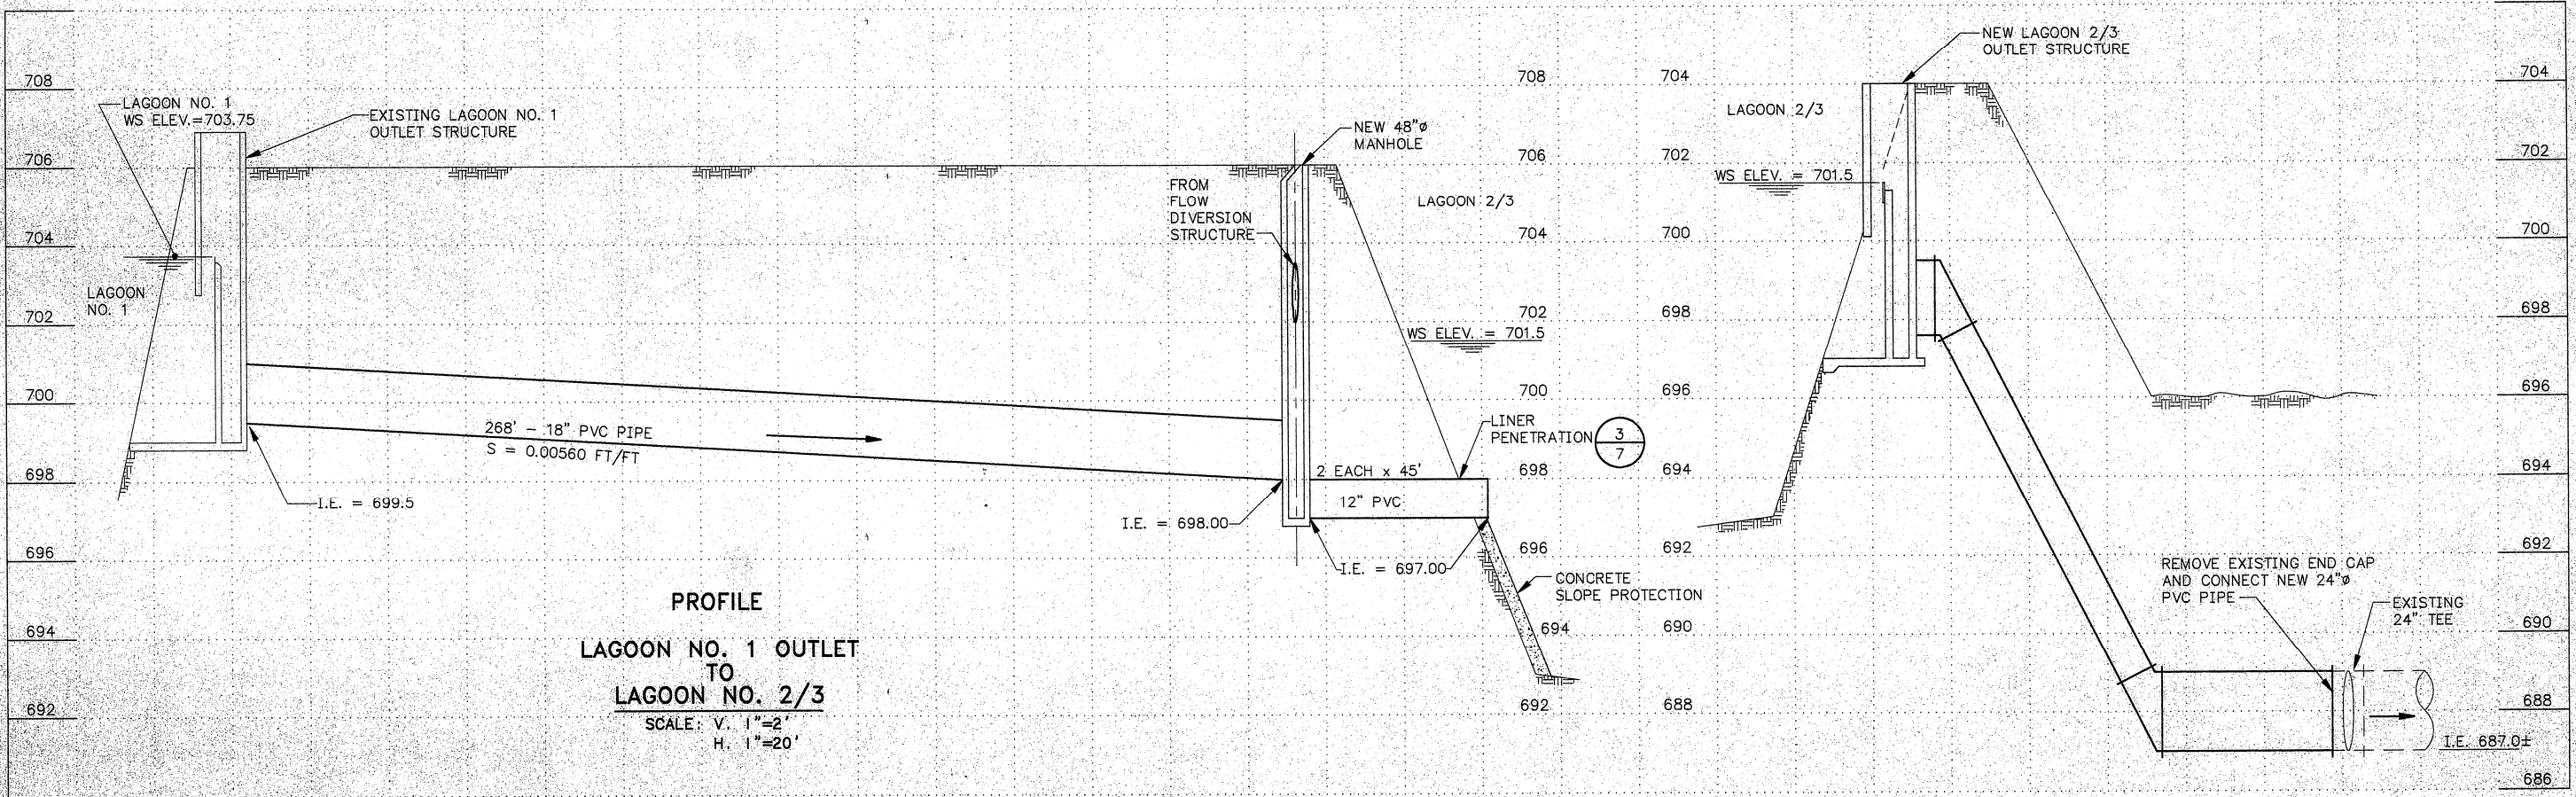 708
706
704
702
700
698
696
694
692
LAGOON NO. 1
WS ELEV.=703.75
EXISTING LAGOON NO. 1
OUTLET STRUCTURE
LAGOON
NO. 1
268' - 18" PVC PIPE
S = 0.00560 FT/FT
I.E. = 699.5
PROFILE
LAGOON NO. 1 OUTLET
TO
LAGOON NO. 2/3
SCALE: V. 1"=2'
H. 1"=20'
NEW 48"ø
MANHOLE
FROM
FLOW
DIVERSION
STRUCTURE
LAGOON 2/3
WS ELEV. = 701.5
LINER
PENETRATION
3
7
2 EACH x 45'
12" PVC
I.E. = 698.00
I.E. = 697.00
CONCRETE
SLOPE PROTECTION
708
706
704
702
700
698
696
694
692
704
702
700
698
696
694
692
690
688
NEW LAGOON 2/3
OUTLET STRUCTURE
LAGOON 2/3
WS ELEV. = 701.5
REMOVE EXISTING END CAP
AND CONNECT NEW 24"ø
PVC PIPE
EXISTING
24" TEE
I.E. 687.0±
704
702
700
698
696
694
692
690
688
686